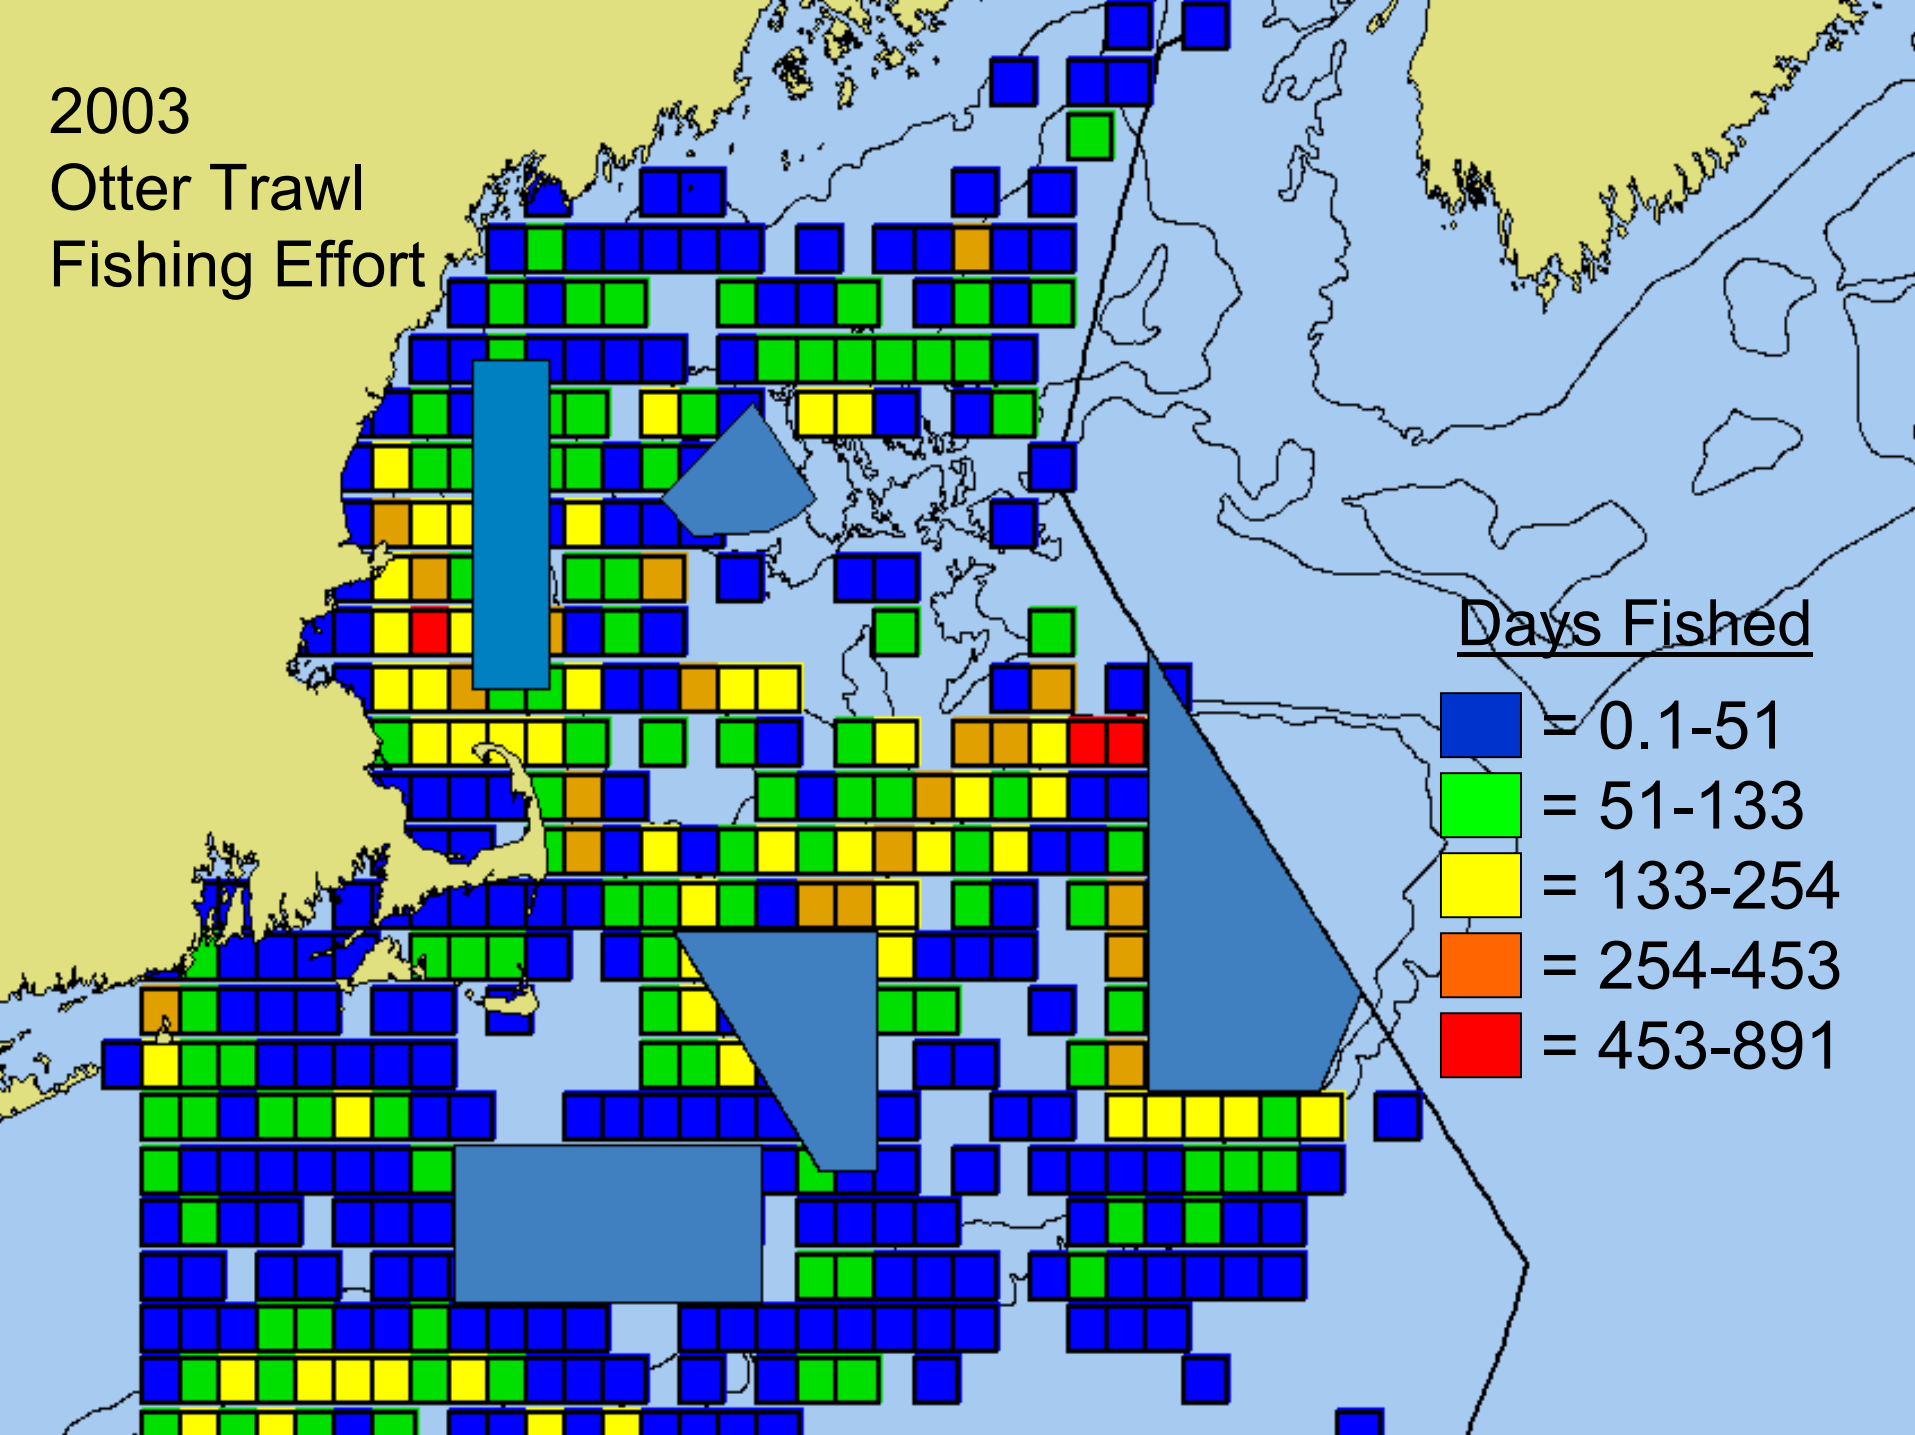 2003
Otter Trawl
Fishing Effort
Days Fished
= 0.1-51
= 51-133
= 133-254
= 254-453
= 453-891